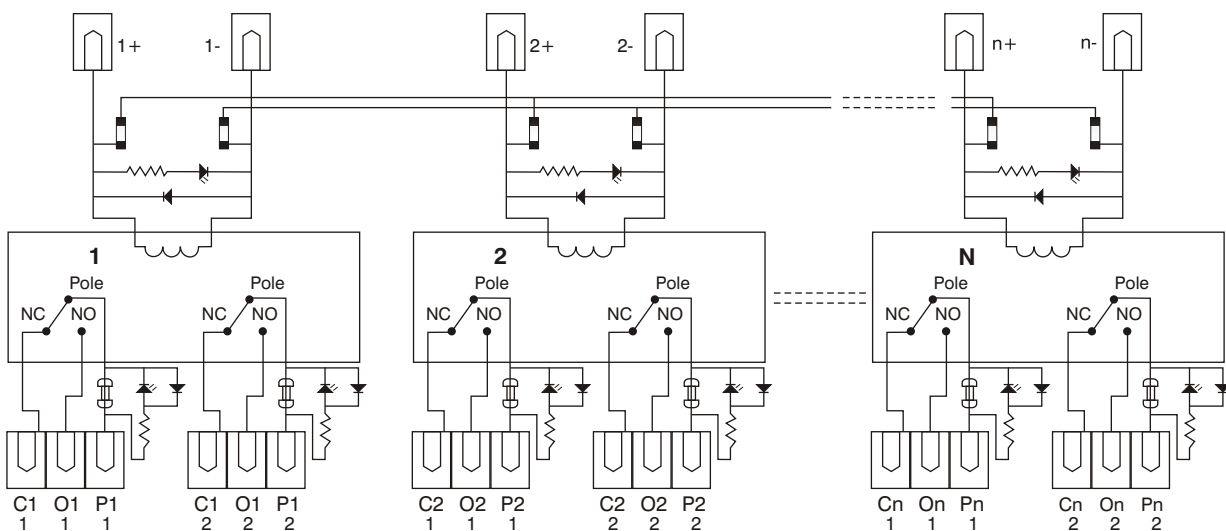 1+ 1- 2+ 2- n+ n-
1 2 N
Pole Pole Pole Pole Pole Pole
NC NO NC NO NC NO NC NO NC NO NC NO
C1 O1 P1 C1 O1 P1 C2 O2 P2 C2 O2 P2 Cn On Pn Cn On Pn
1 1 1 2 2 2 1 1 1 2 2 2 1 1 1 2 2 2